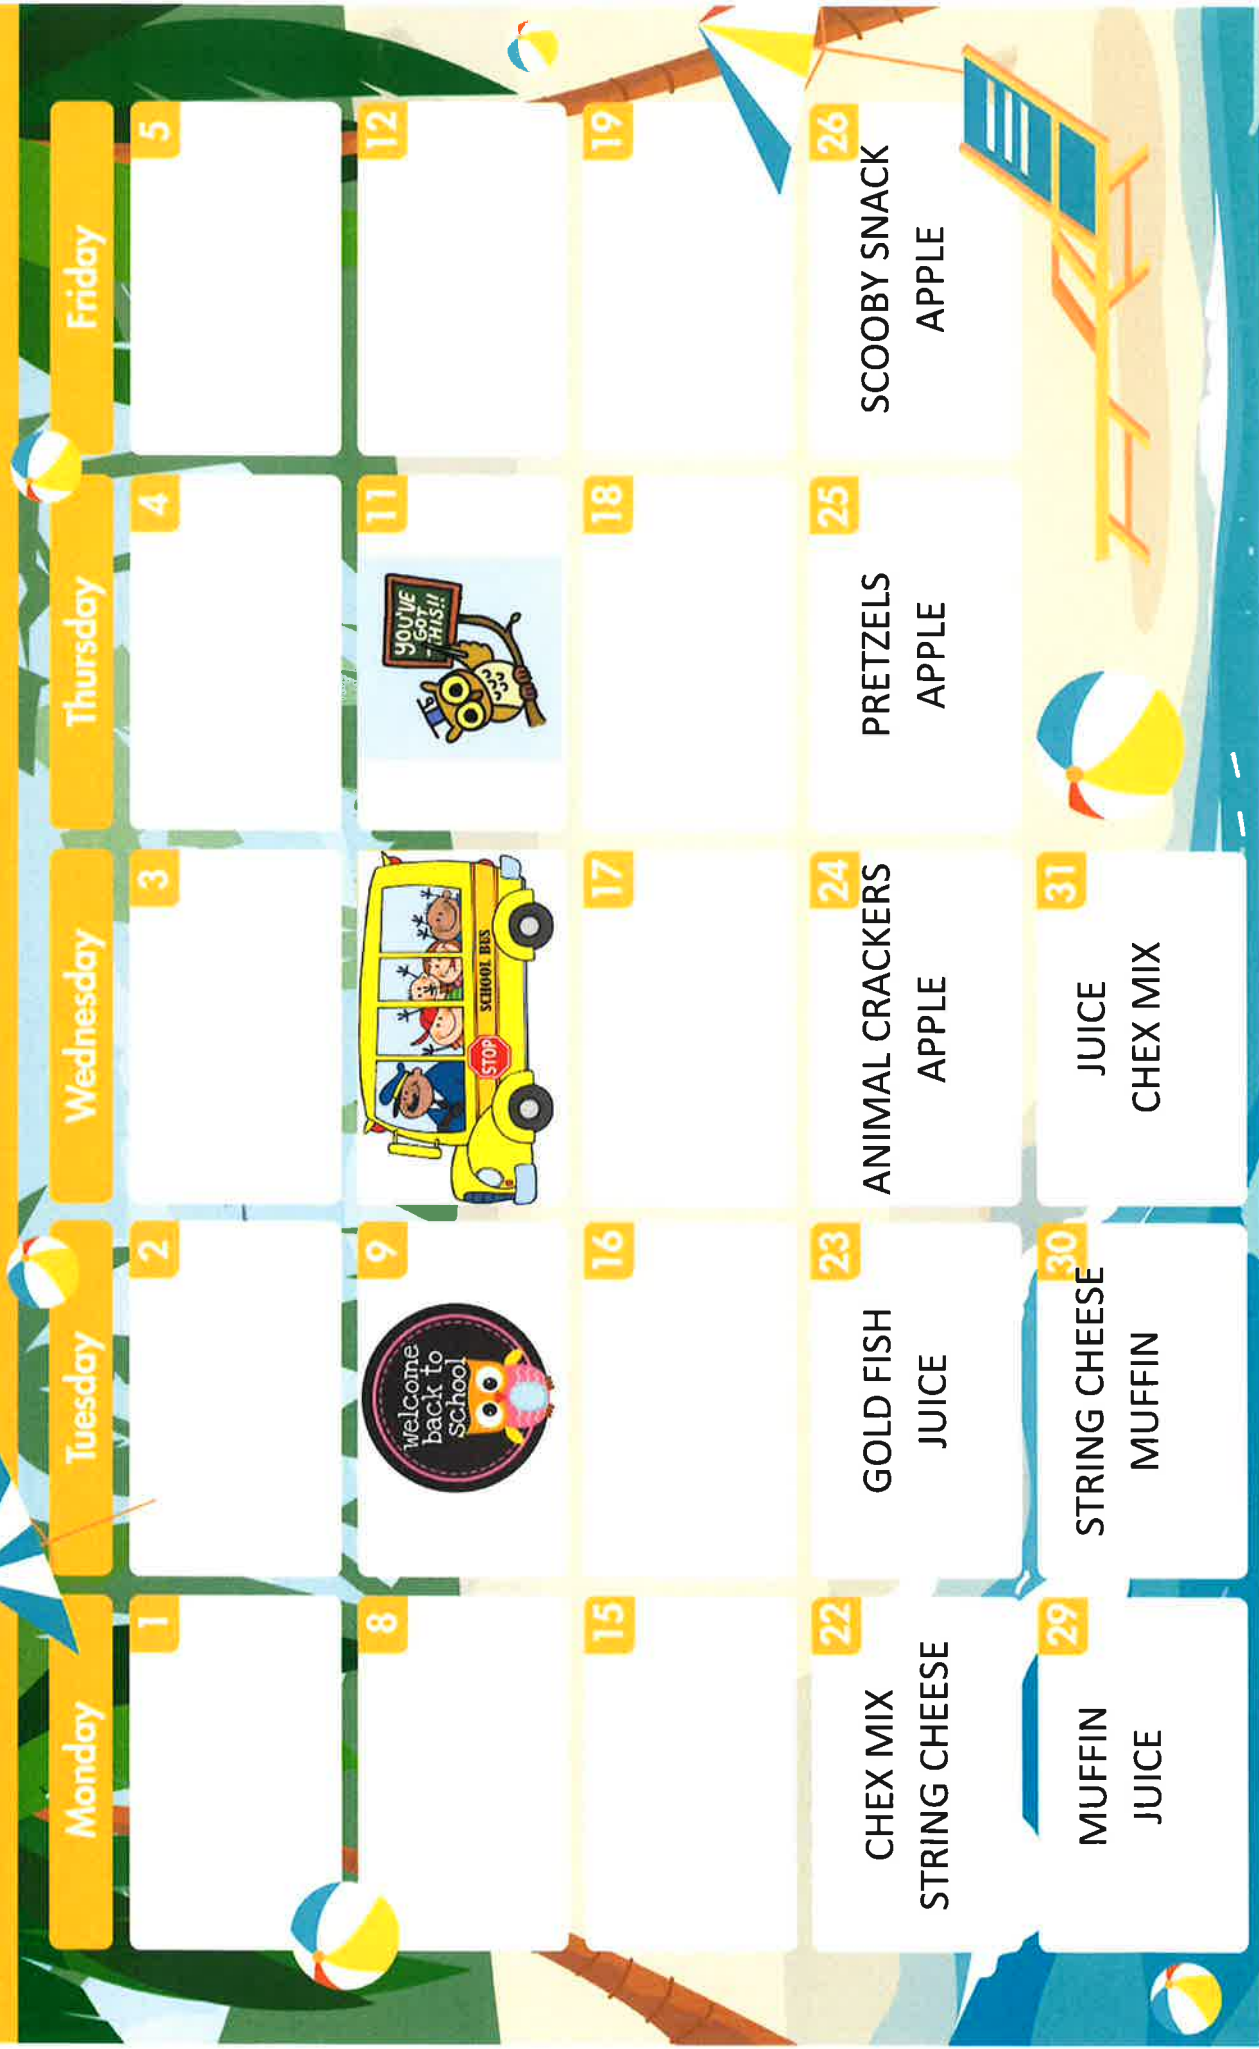 Monday
Tuesday
Wednesday
Thursday
Friday
1
2
3
4
5
8
9
Welcome
back to
School
STOP
SCHOOL BUS
11
YOU'VE
GOT
THIS!!
12
15
16
17
18
19
22
CHEX MIX
STRING CHEESE
23
GOLD FISH
JUICE
24
ANIMAL CRACKERS
APPLE
25
PRETZELS
APPLE
26
SCOOBY SNACK
APPLE
29
MUFFIN
JUICE
30
STRING CHEESE
MUFFIN
31
JUICE
CHEX MIX